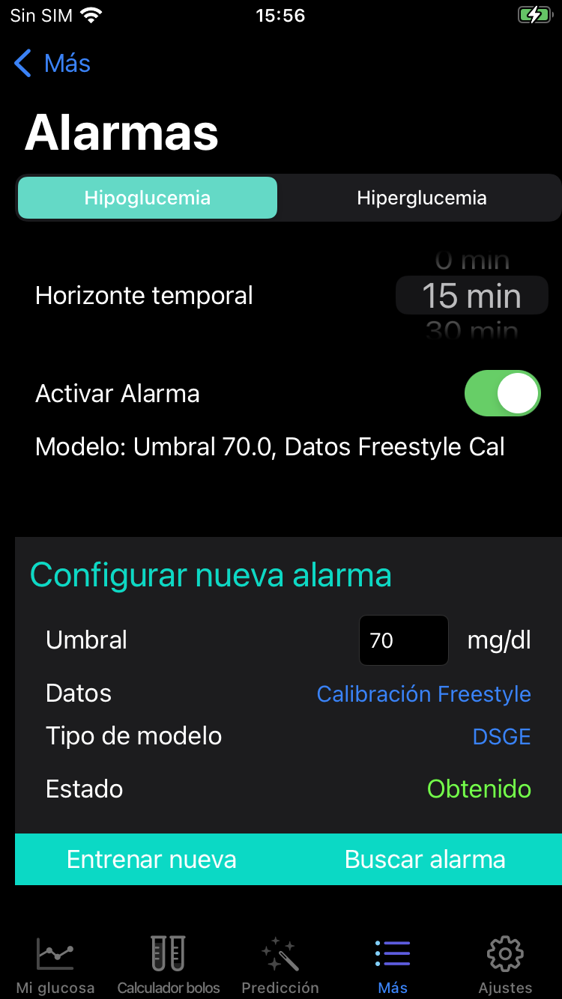 Sin SIM 15:56
Más
Alarmas
Hipoglucemia Hiperglucemia
0 min
Horizonte temporal 15 min
30 min
Activar Alarma
Modelo: Umbral 70.0, Datos Freestyle Cal
Configurar nueva alarma
Umbral 70 mg/dl
Datos Calibración Freestyle
Tipo de modelo DSGE
Estado Obtenido
Entrenar nueva Buscar alarma
Mi glucosa Calculador bolos Predicción Más Ajustes